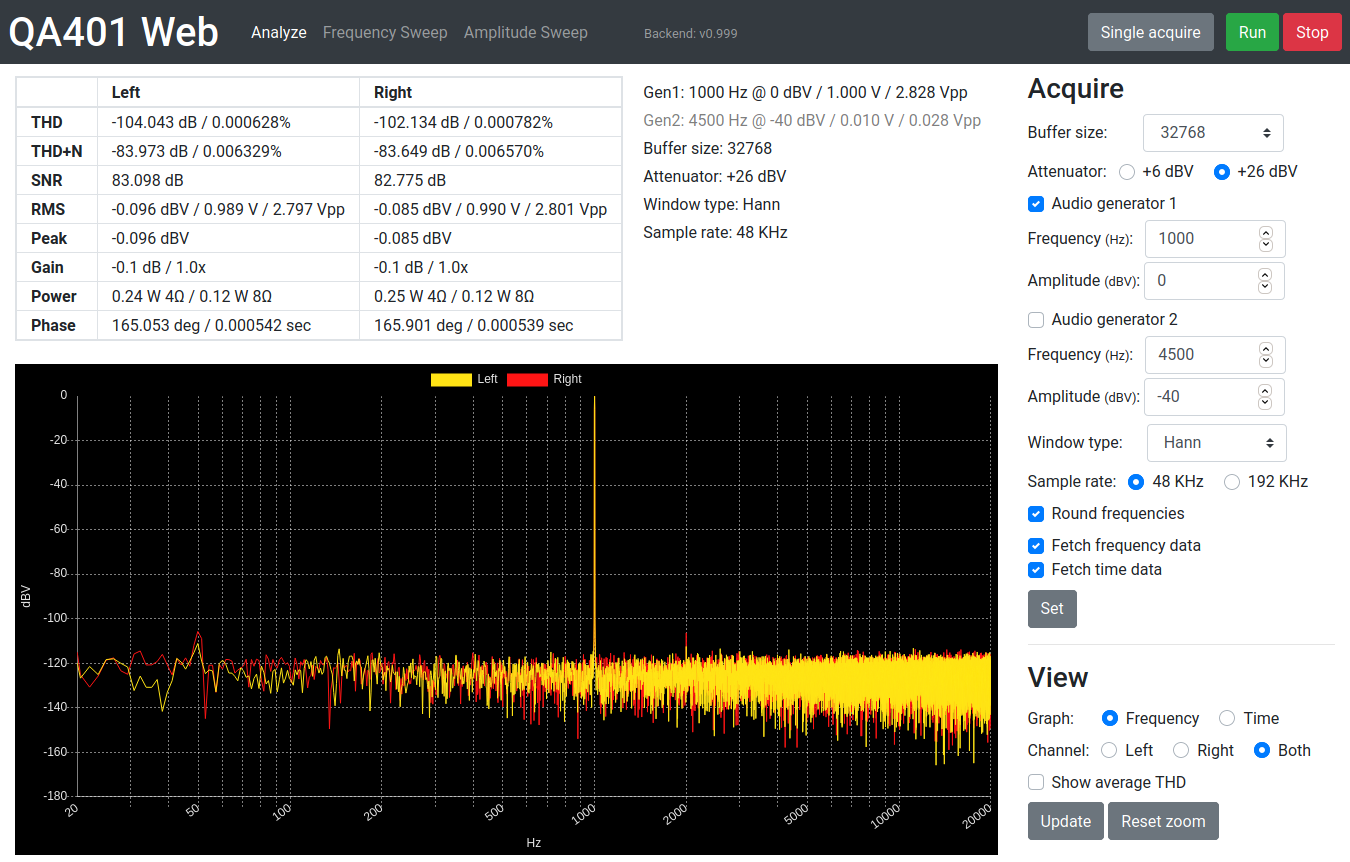 QA401 Web Analyze Frequency Sweep Amplitude Sweep Backend: v0.999 Single acquire Run Stop
Left Right
THD -104.043 dB / 0.000628% -102.134 dB / 0.000782%
THD+N -83.973 dB / 0.006329% -83.649 dB / 0.006570%
SNR 83.098 dB 82.775 dB
RMS -0.096 dBV / 0.989 V / 2.797 Vpp -0.085 dBV / 0.990 V / 2.801 Vpp
Peak -0.096 dBV -0.085 dBV
Gain -0.1 dB / 1.0x -0.1 dB / 1.0x
Power 0.24 W 4Ω / 0.12 W 8Ω 0.25 W 4Ω / 0.12 W 8Ω
Phase 165.053 deg / 0.000542 sec 165.901 deg / 0.000539 sec
Gen1: 1000 Hz @ 0 dBV / 1.000 V / 2.828 Vpp
Gen2: 4500 Hz @ -40 dBV / 0.010 V / 0.028 Vpp
Buffer size: 32768
Attenuator: +26 dBV
Window type: Hann
Sample rate: 48 KHz
Left Right
0
-20
-40
-60
-80
-100
-120
-140
-160
-180
dBV
20 50 100 200 500 1000 2000 5000 10000 20000
Hz
Acquire
Buffer size: 32768
Attenuator: +6 dBV +26 dBV
Audio generator 1
Frequency (Hz): 1000
Amplitude (dBV): 0
Audio generator 2
Frequency (Hz): 4500
Amplitude (dBV): -40
Window type: Hann
Sample rate: 48 KHz 192 KHz
Round frequencies
Fetch frequency data
Fetch time data
Set
View
Graph: Frequency Time
Channel: Left Right Both
Show average THD
Update Reset zoom